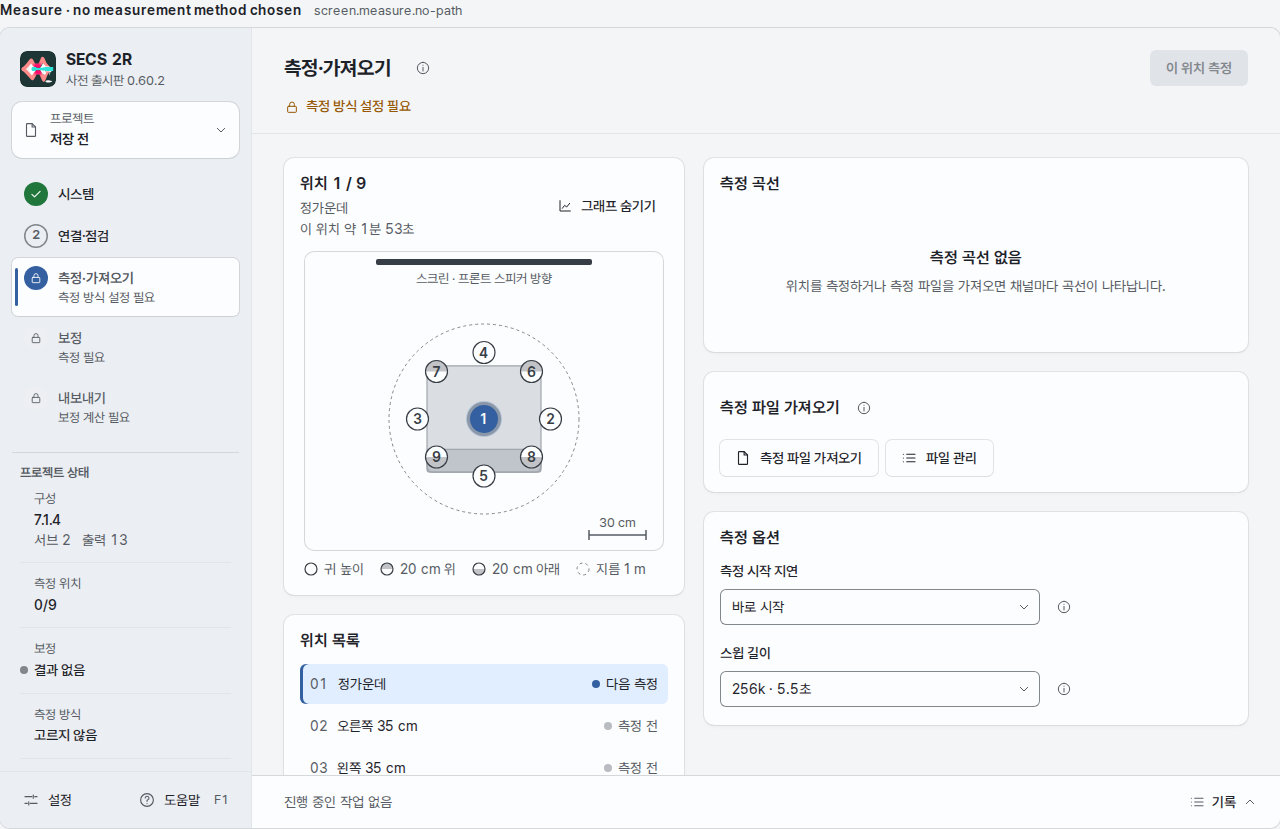 Measure · no measurement method chosen screen.measure.no-path
SECS 2R
사전 출시판 0.60.2
프로젝트
저장 전
시스템
2 연결·점검
측정·가져오기
측정 방식 설정 필요
보정
측정 필요
내보내기
보정 계산 필요
프로젝트 상태
구성
7.1.4
서브 2 출력 13
측정 위치
0/9
보정
결과 없음
측정 방식
고르지 않음
설정 도움말 F1
측정·가져오기
이 위치 측정
측정 방식 설정 필요
위치 1 / 9
정가운데
이 위치 약 1분 53초
그래프 숨기기
스크린 · 프론트 스피커 방향
4
7 6
3 1 2
9 8
5
30 cm
귀 높이 20 cm 위 20 cm 아래 지름 1 m
위치 목록
01 정가운데 다음 측정
02 오른쪽 35 cm 측정 전
03 왼쪽 35 cm 측정 전
측정 곡선
측정 곡선 없음
위치를 측정하거나 측정 파일을 가져오면 채널마다 곡선이 나타납니다.
측정 파일 가져오기
측정 파일 가져오기 파일 관리
측정 옵션
측정 시작 지연
바로 시작
스윕 길이
256k · 5.5초
진행 중인 작업 없음
기록